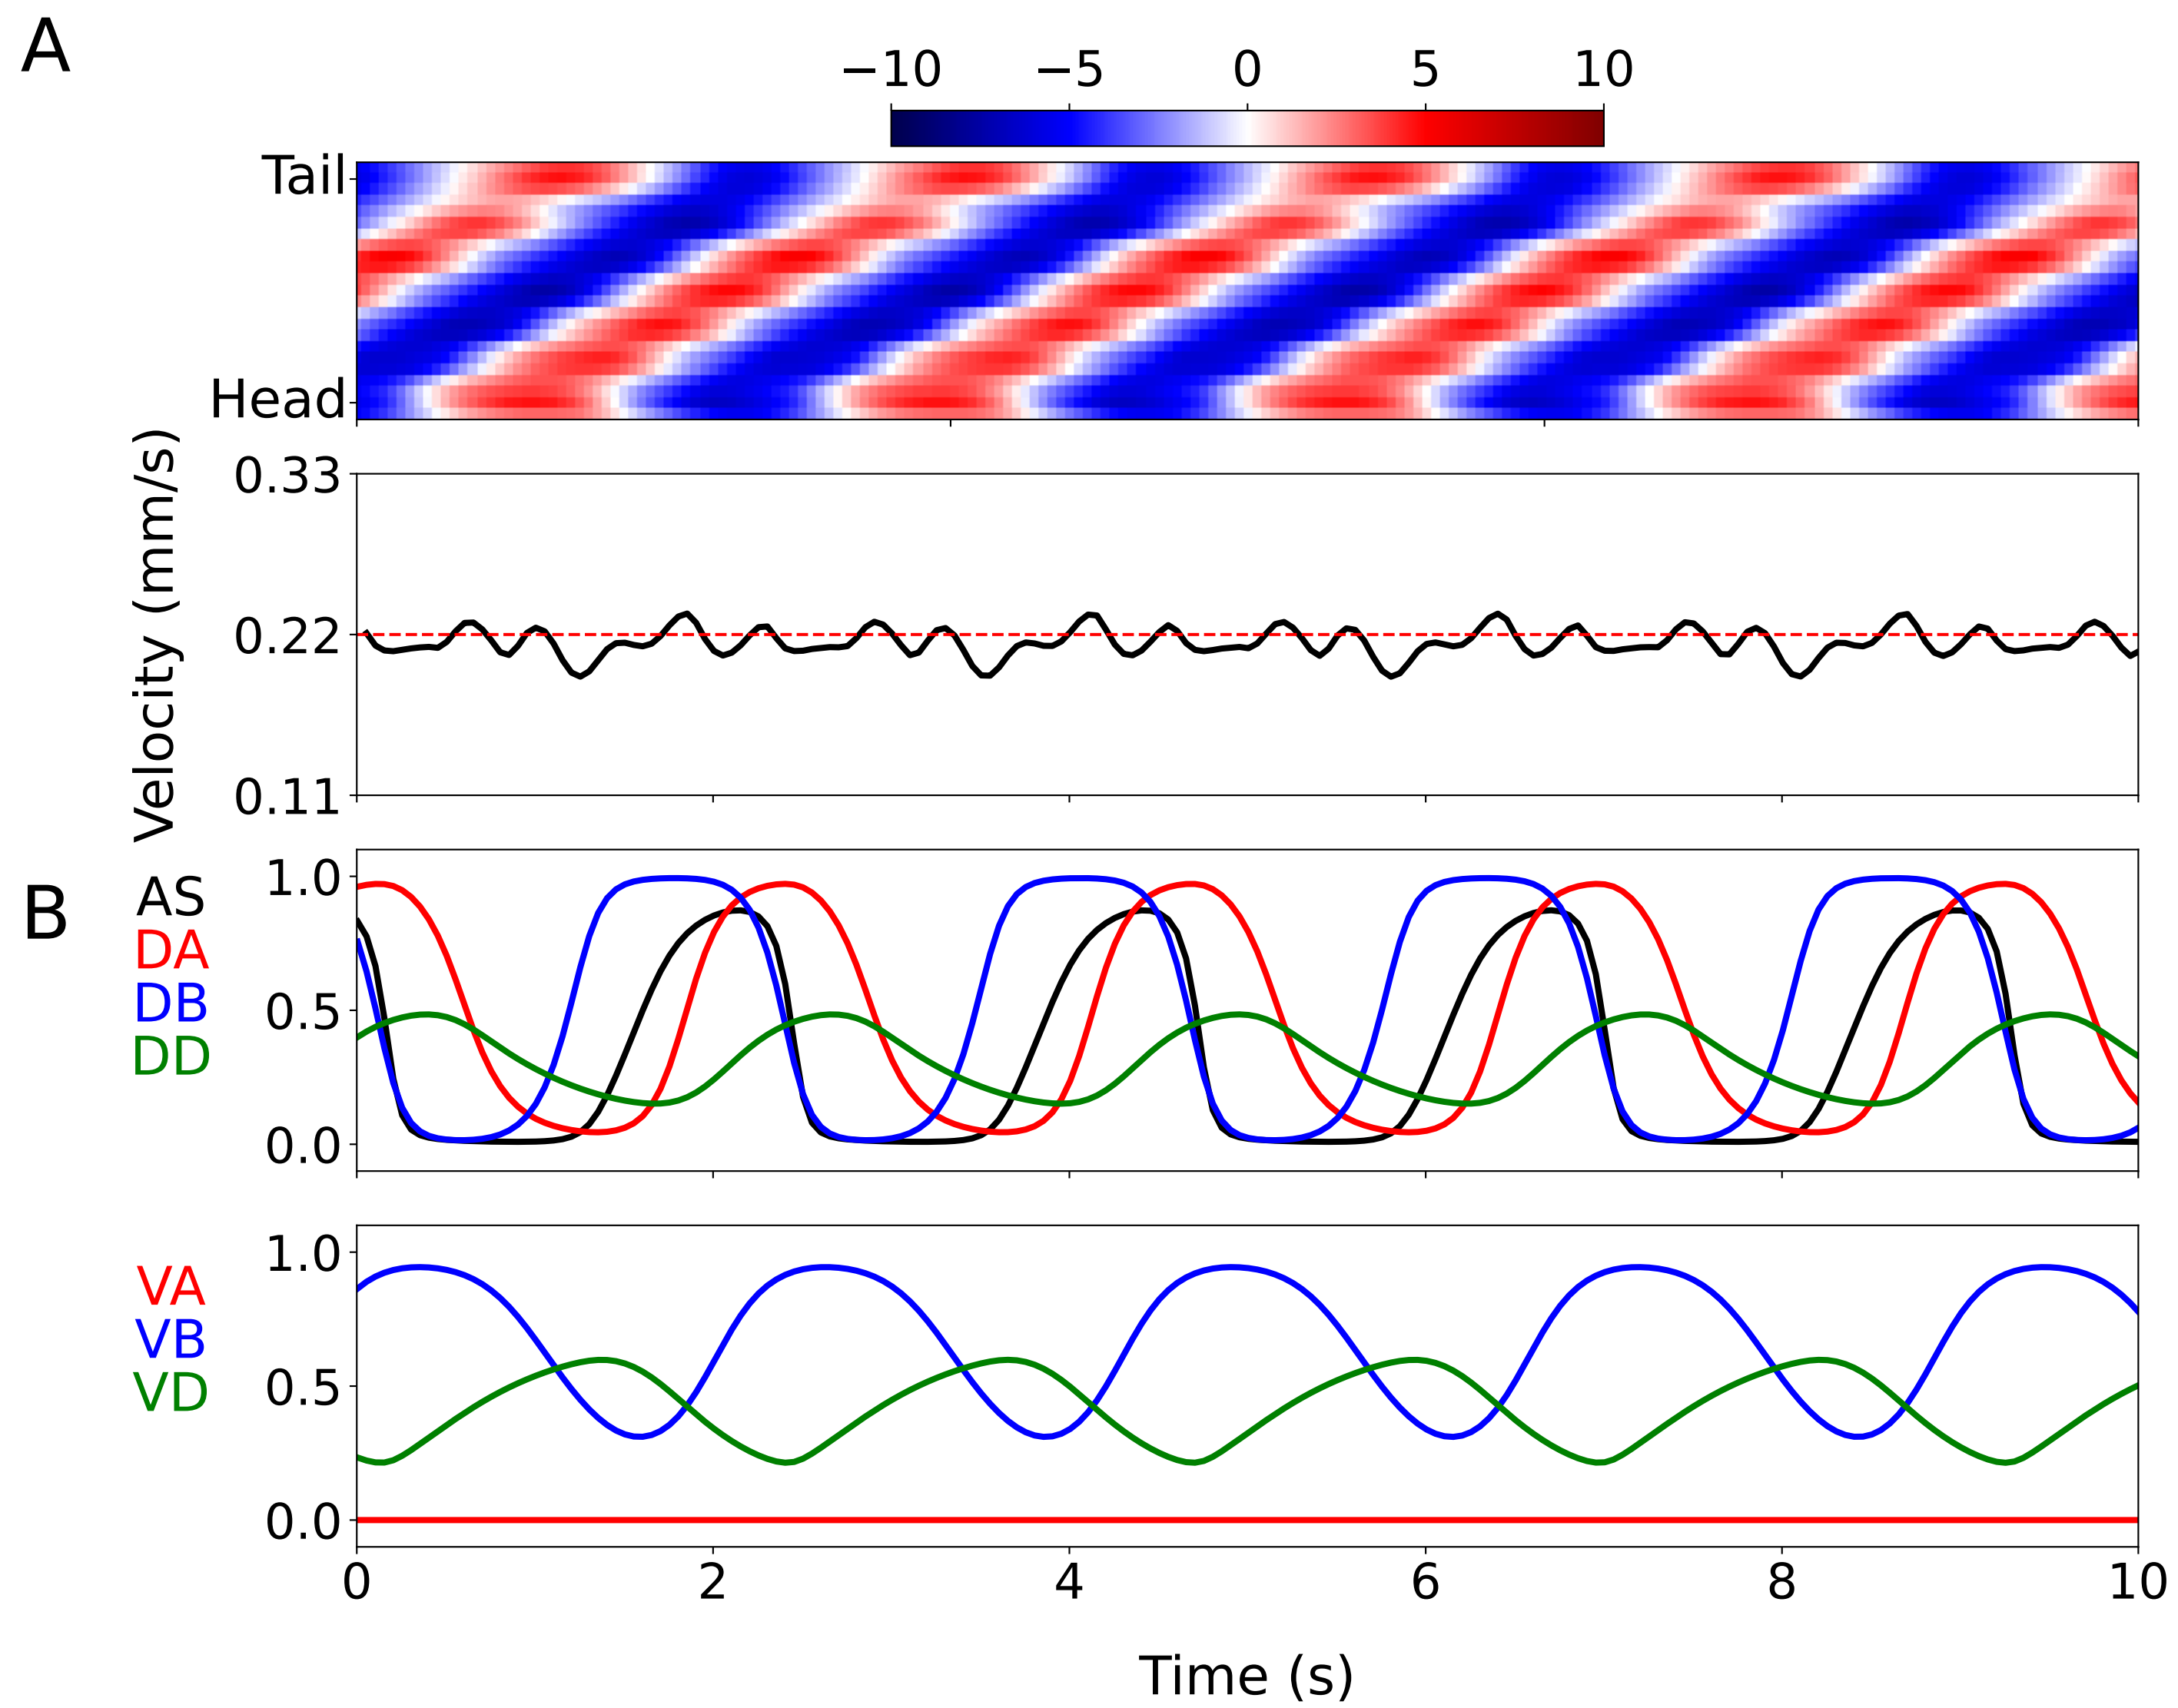 A
−10 −5 0 5 10
Tail
Head
Velocity (mm/s)
0.33
0.22
0.11
B
AS
DA
DB
DD
1.0
0.5
0.0
VA
VB
VD
1.0
0.5
0.0
0 2 4 6 8 10
Time (s)